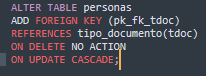 ALTER TABLE personas
ADD FOREIGN KEY (pk_fk_tdoc)
REFERENCES tipo_documento(tdoc)
ON DELETE NO ACTION
ON UPDATE CASCADE;